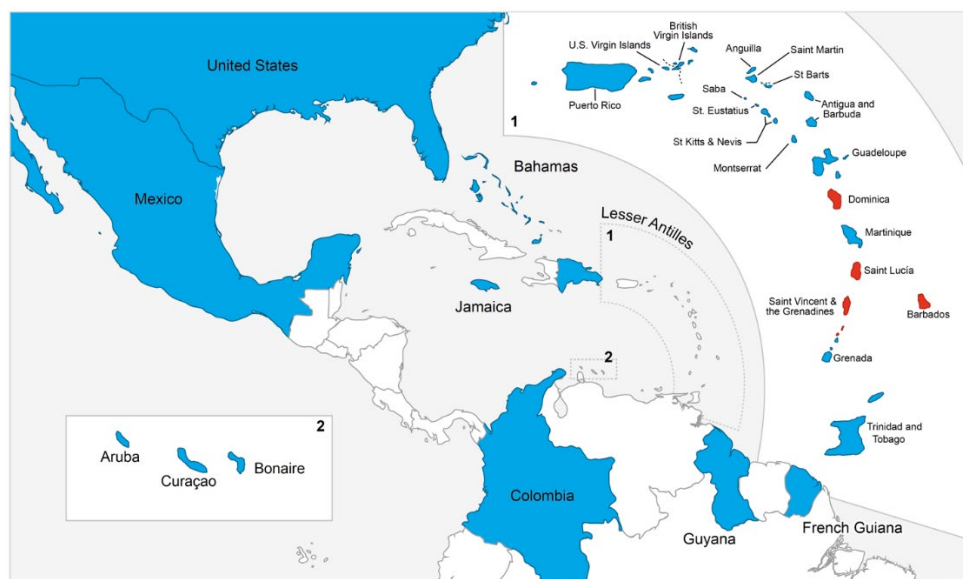 United States
Mexico
Bahamas
Jamaica
Lesser Antilles
1
2
Colombia
Guyana
French Guiana
1
U.S. Virgin Islands
British
Virgin Islands
Puerto Rico
Anguilla
Saint Martin
St Barts
Saba
St. Eustatius
St Kitts & Nevis
Antigua and
Barbuda
Montserrat
Guadeloupe
Dominica
Martinique
Saint Lucía
Saint Vincent &
the Grenadines
Barbados
Grenada
Trinidad and
Tobago
2
Aruba
Curaçao
Bonaire